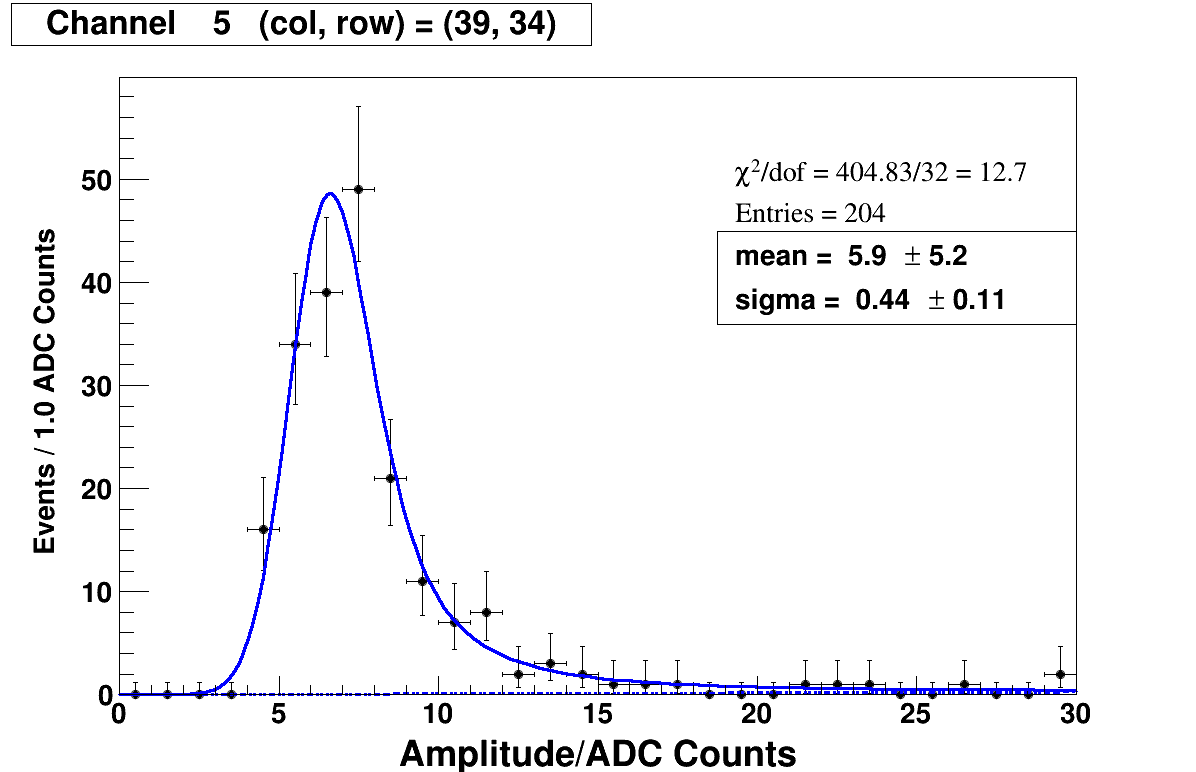 Channel 5 (col, row) = (39, 34)
χ²/dof = 404.83/32 = 12.7
Entries = 204
mean = 5.9 ± 5.2
sigma = 0.44 ± 0.11
Events / 1.0 ADC Counts
50
40
30
20
10
0
0 5 10 15 20 25 30
Amplitude/ADC Counts